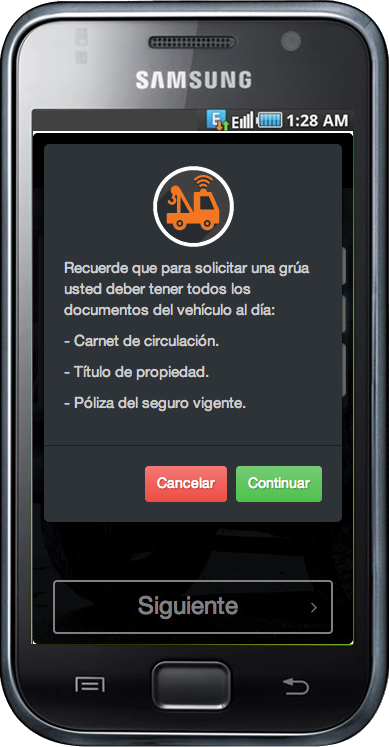 SAMSUNG
E 1:28 AM
Recuerde que para solicitar una grúa
usted deber tener todos los
documentos del vehículo al día:
- Carnet de circulación.
- Título de propiedad.
- Póliza del seguro vigente.
Cancelar Continuar
Siguiente